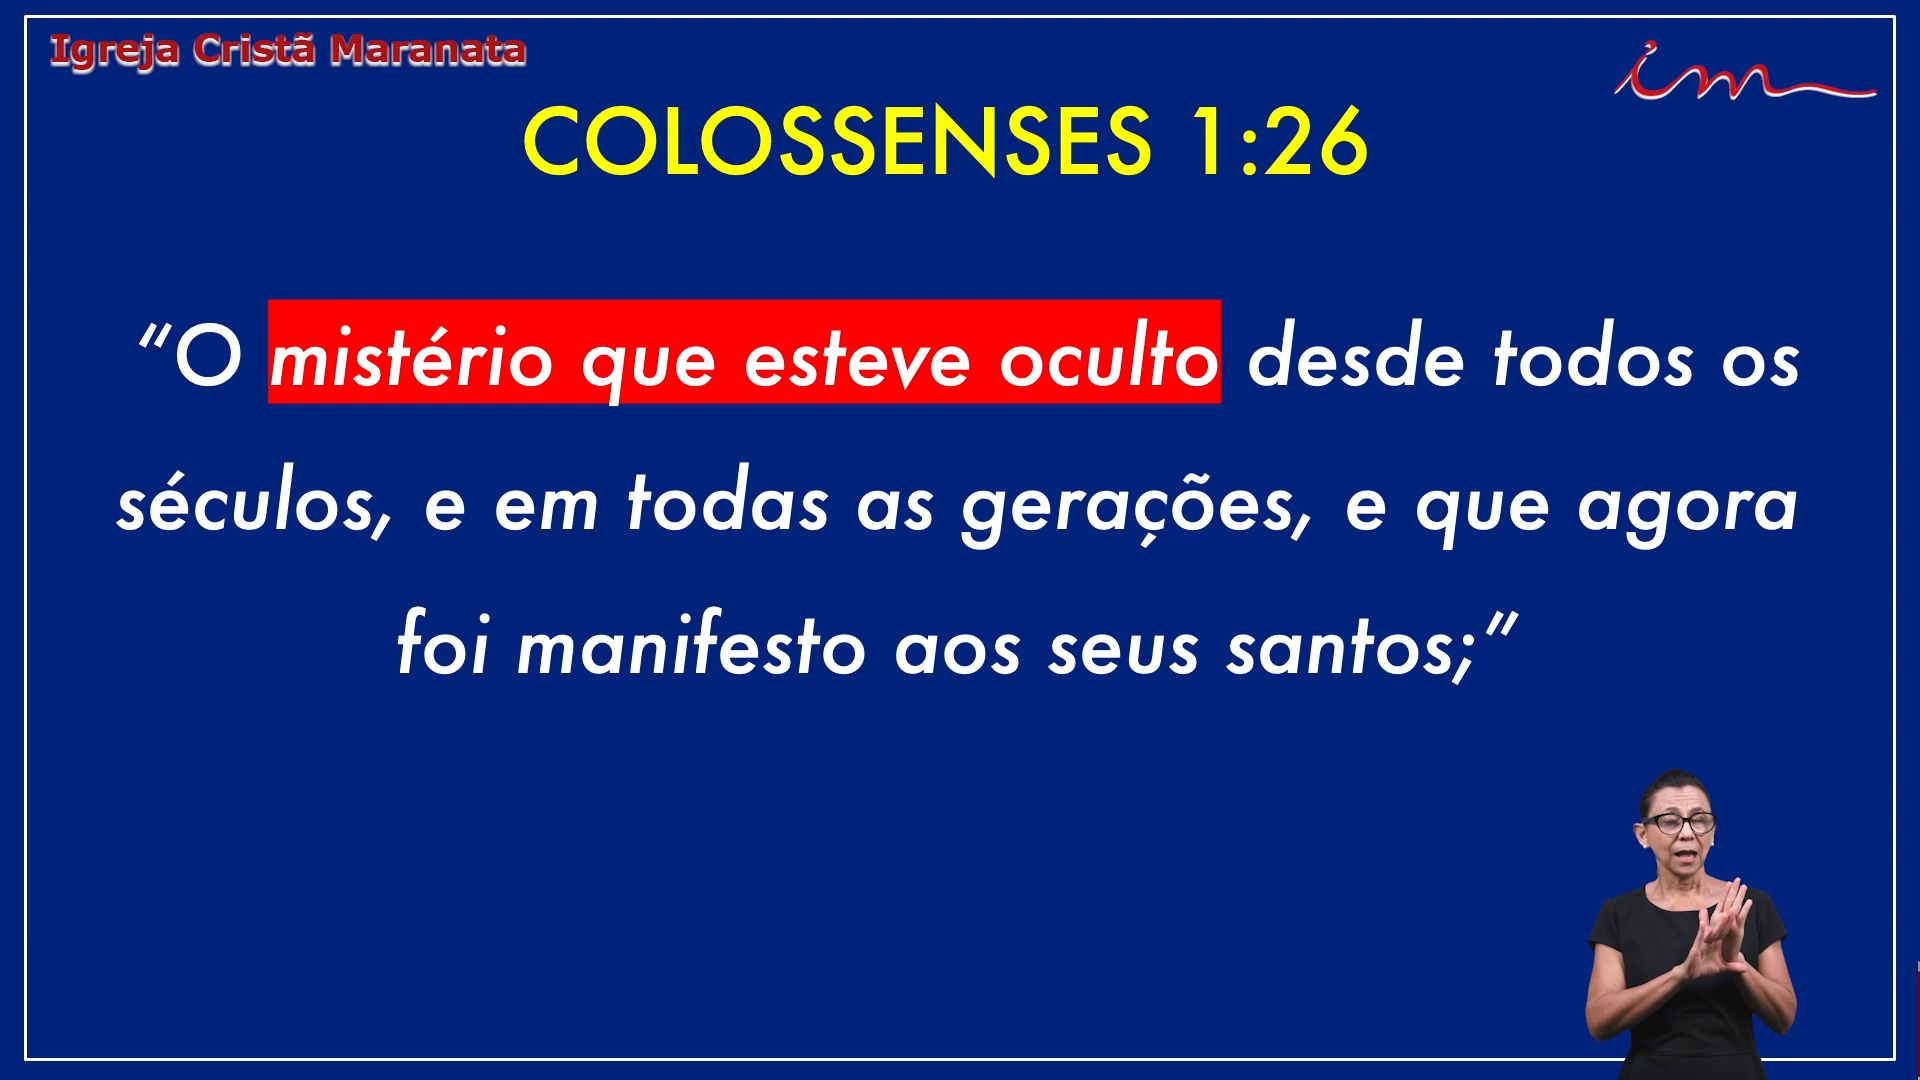 Igreja Cristã Maranata
im
COLOSSENSES 1:26
“O mistério que esteve oculto desde todos os
séculos, e em todas as gerações, e que agora
foi manifesto aos seus santos;”